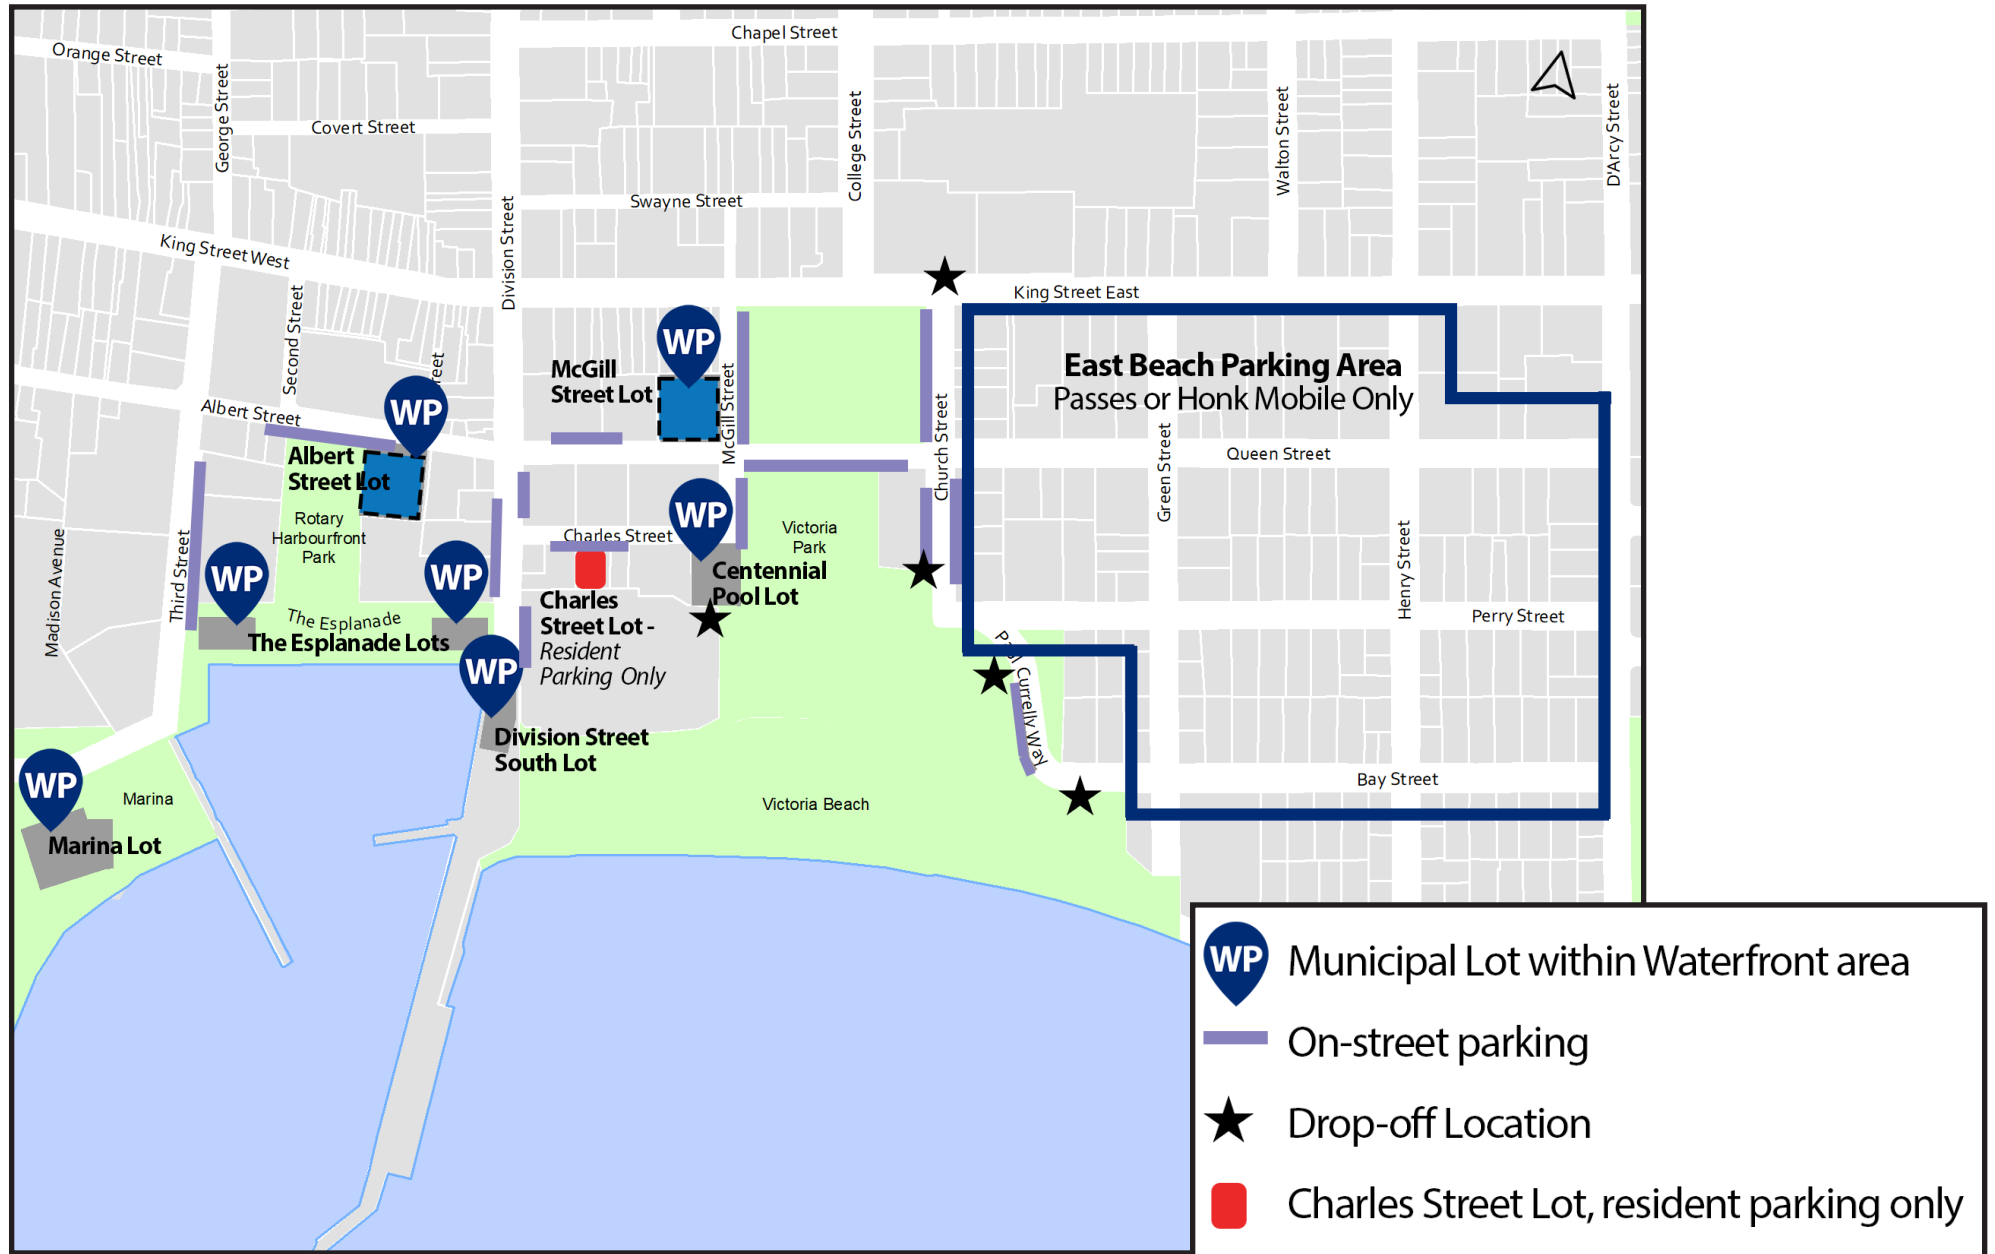 Chapel Street
Orange Street
George Street
Covert Street
College Street
Walton Street
D'Arcy Street
Swayne Street
King Street West
Division Street
King Street East
Second Street
WP
McGill
Street Lot
McGill Street
East Beach Parking Area
Passes or Honk Mobile Only
WP
reet
Albert Street
Church Street
Green Street
Queen Street
Albert
Street Lot
Rotary
Harbourfront
Park
WP
Charles Street
Victoria
Park
Madison Avenue
Third Street
Henry Street
WP
WP
Centennial
Pool Lot
Charles
Street Lot -
Resident
Parking Only
The Esplanade
The Esplanade Lots
Perry Street
WP
Paul Currelly Way
Division Street
South Lot
Bay Street
WP
Marina
Victoria Beach
Marina Lot
WP Municipal Lot within Waterfront area
On-street parking
Drop-off Location
Charles Street Lot, resident parking only